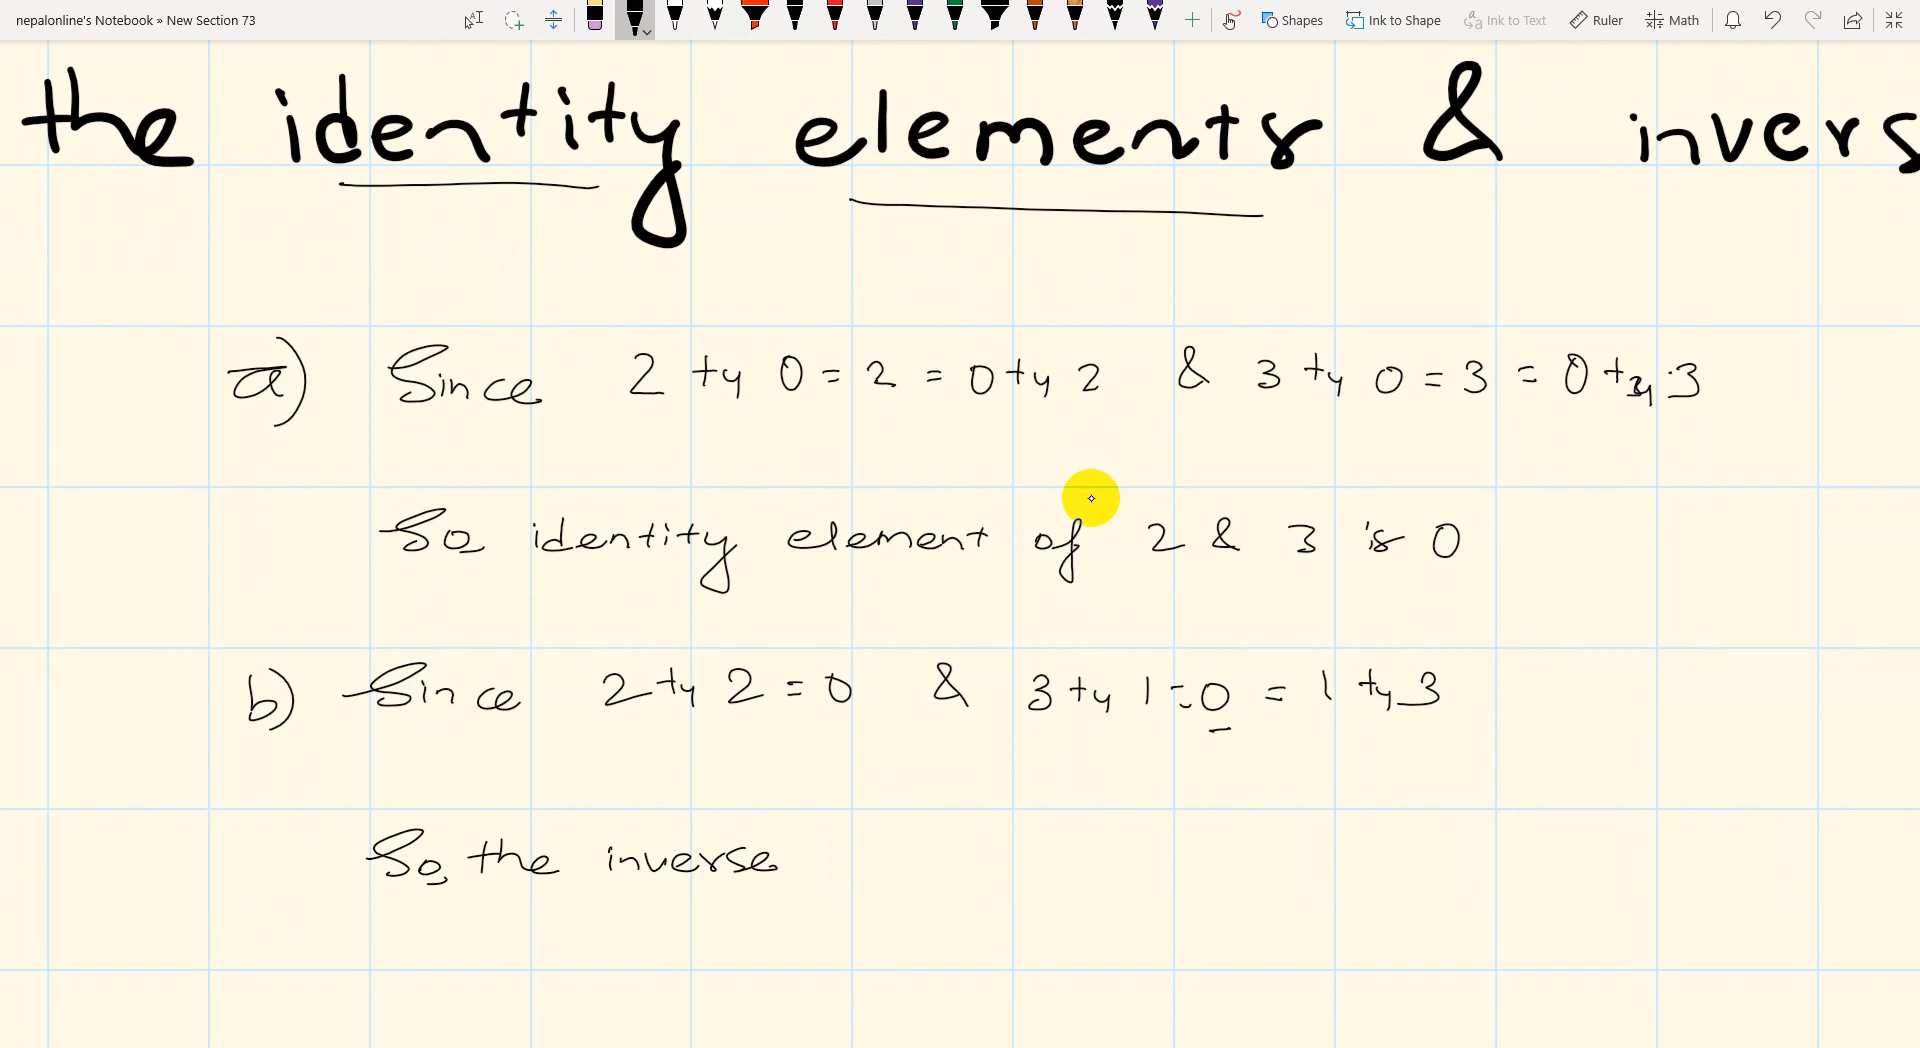 nepalonline's Notebook » New Section 73 Shapes Ink to Shape Ink to Text Ruler Math
the identity elements & invers
a) Since 2 +₄ 0 = 2 = 0 +₄ 2 & 3 +₄ 0 = 3 = 0 +₄ 3
So identity element of 2 & 3 is 0
b) Since 2 +₄ 2 = 0 & 3 +₄ 1 = 0 = 1 +₄ 3
So, the inverse